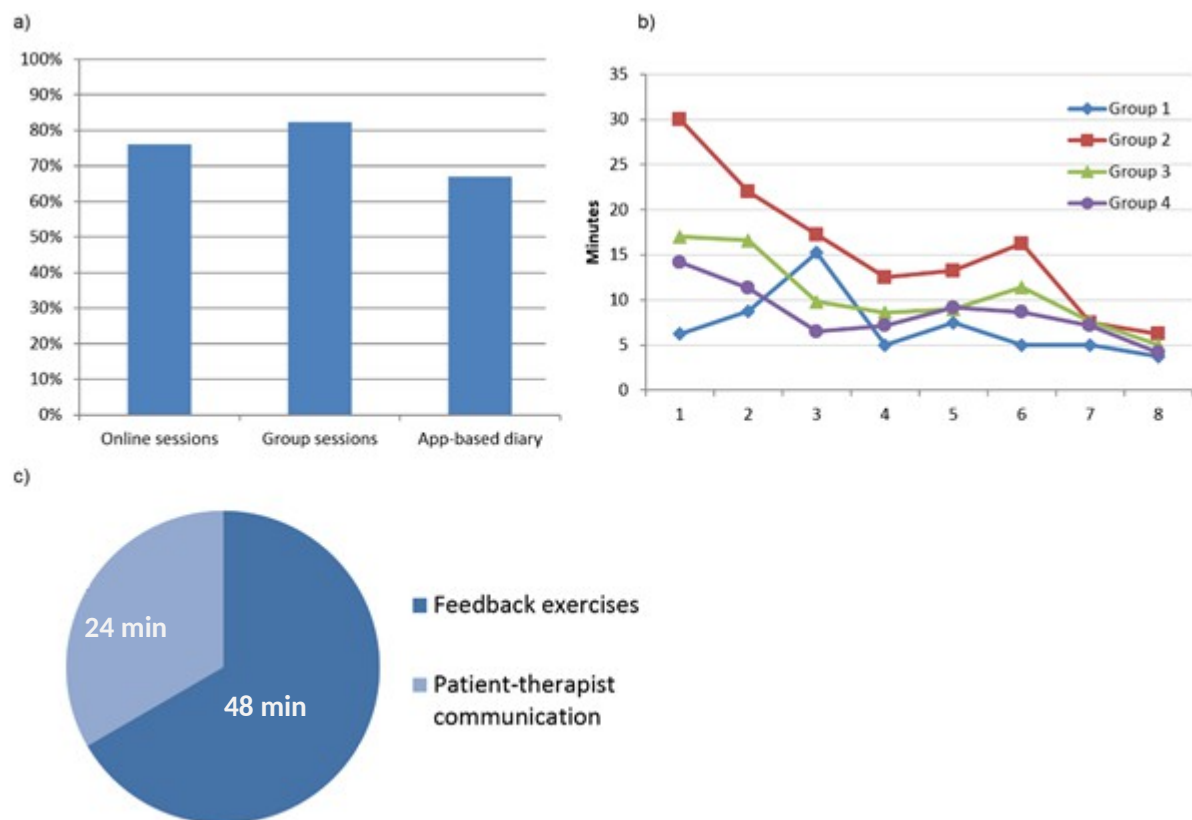 a)
100%
90%
80%
70%
60%
50%
40%
30%
20%
10%
0%
Online sessions
Group sessions
App-based diary
b)
Minutes
35
30
25
20
15
10
5
0
1 2 3 4 5 6 7 8
Group 1
Group 2
Group 3
Group 4
c)
24 min
48 min
Feedback exercises
Patient-therapist
communication